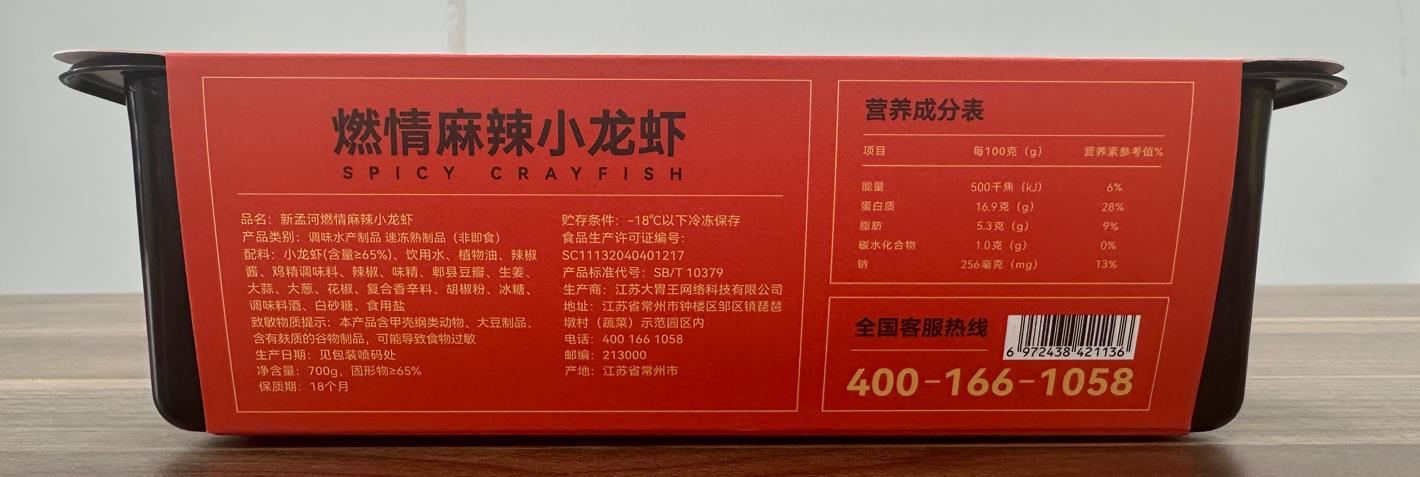 燃情麻辣小龙虾
SPICY CRAYFISH
品名：新孟河燃情麻辣小龙虾
产品类别：调味水产制品 速冻熟制品（非即食）
配料：小龙虾(含量≥65%)、饮用水、植物油、辣椒
酱、鸡精调味料、辣椒、味精、郫县豆瓣、生姜、
大蒜、大葱、花椒、复合香辛料、胡椒粉、冰糖、
调味料酒、白砂糖、食用盐
致敏物质提示：本产品含甲壳纲类动物、大豆制品、
含有麸质的谷物制品，可能导致食物过敏
生产日期：见包装喷码处
净含量：700g，固形物≥65%
保质期：18个月
贮存条件：-18℃以下冷冻保存
食品生产许可证编号：
SC11132040401217
产品标准代号：SB/T 10379
生产商：江苏大胃王网络科技有限公司
地址：江苏省常州市钟楼区邹区镇琵琶
墩村（蔬菜）示范园区内
电话：400 166 1058
邮编：213000
产地：江苏省常州市
营养成分表
项目 每100克（g） 营养素参考值%
能量 500千焦（kJ） 6%
蛋白质 16.9克（g） 28%
脂肪 5.3克（g） 9%
碳水化合物 1.0克（g） 0%
钠 256毫克（mg） 13%
全国客服热线
400-166-1058
6 972438 421136